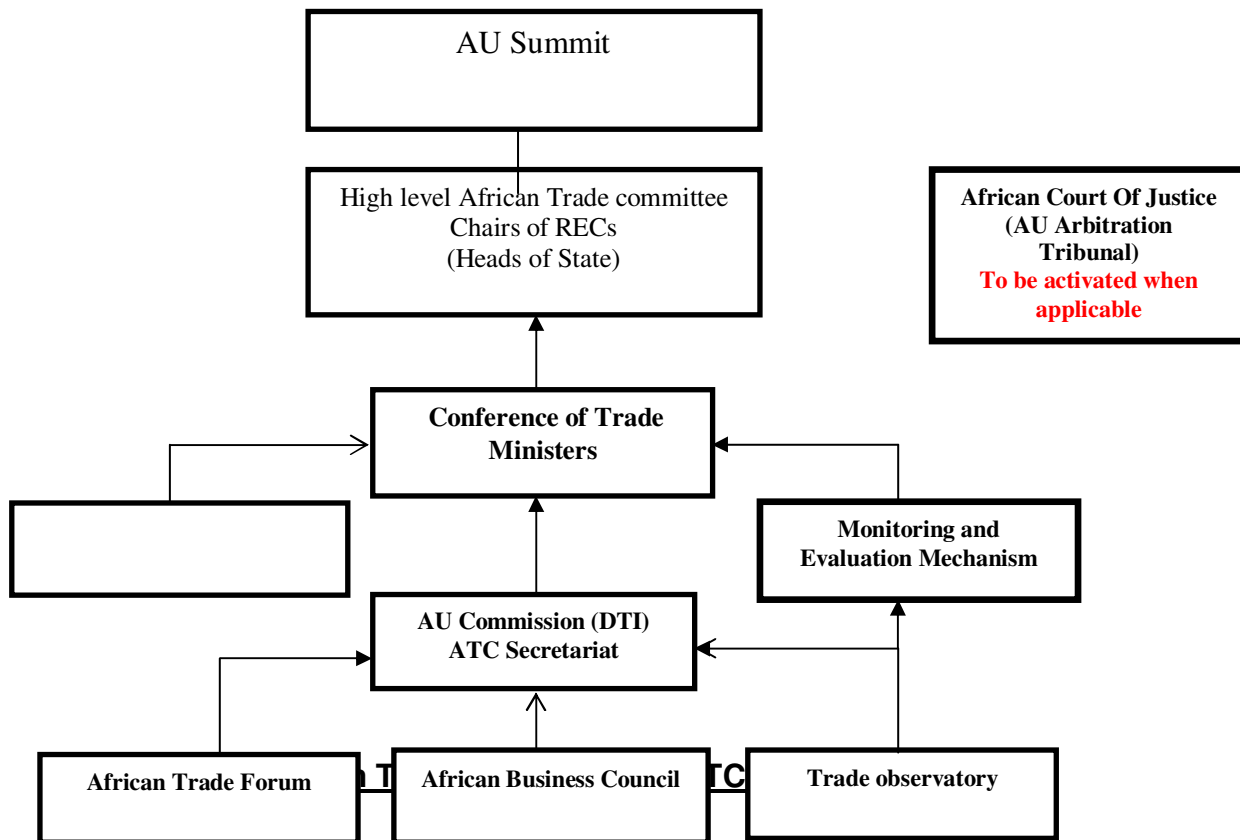 AU Summit
High level African Trade committee
Chairs of RECs
(Heads of State)
African Court Of Justice
(AU Arbitration
Tribunal)
To be activated when
applicable
Conference of Trade
Ministers
Monitoring and
Evaluation Mechanism
AU Commission (DTI)
ATC Secretariat
African Trade Forum
African Business Council
Trade observatory